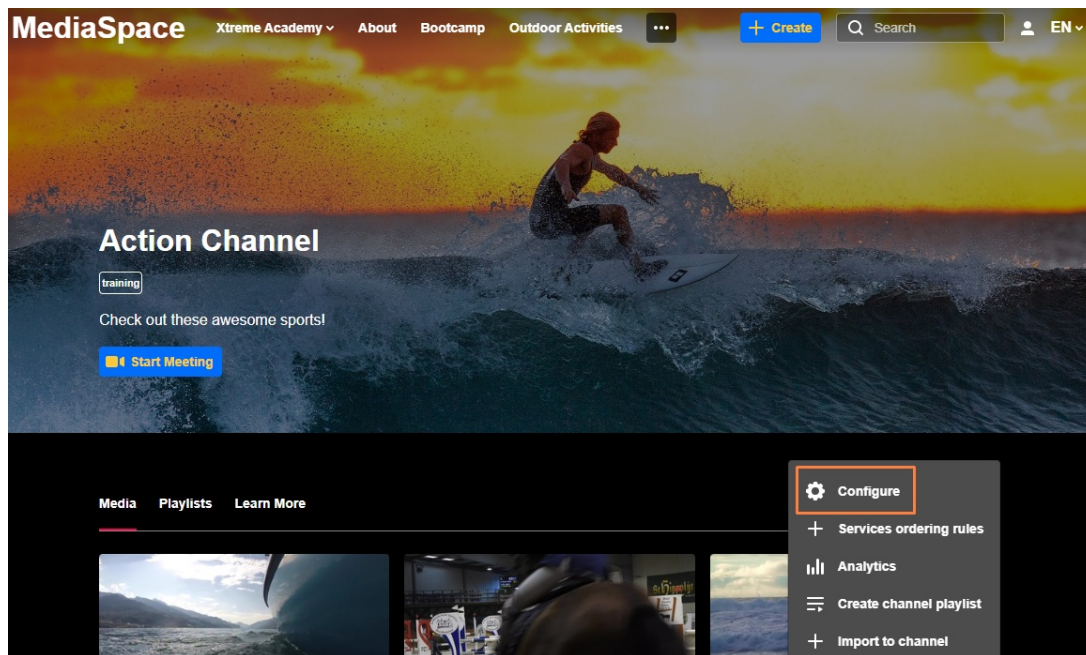 MediaSpace Xtreme Academy About Bootcamp Outdoor Activities ... + Create Search EN
Action Channel
training
Check out these awesome sports!
Start Meeting
Media Playlists Learn More
Configure
Services ordering rules
Analytics
Create channel playlist
Import to channel